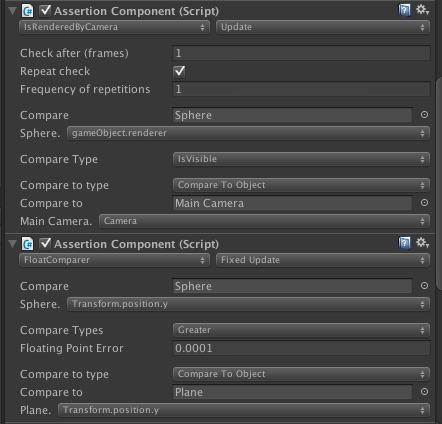 Assertion Component (Script)
IsRenderedByCamera Update
Check after (frames) 1
Repeat check
Frequency of repetitions 1
Compare Sphere
Sphere. gameObject.renderer
Compare Type IsVisible
Compare to type Compare To Object
Compare to Main Camera
Main Camera. Camera
Assertion Component (Script)
FloatComparer Fixed Update
Compare Sphere
Sphere. Transform.position.y
Compare Types Greater
Floating Point Error 0.0001
Compare to type Compare To Object
Compare to Plane
Plane. Transform.position.y